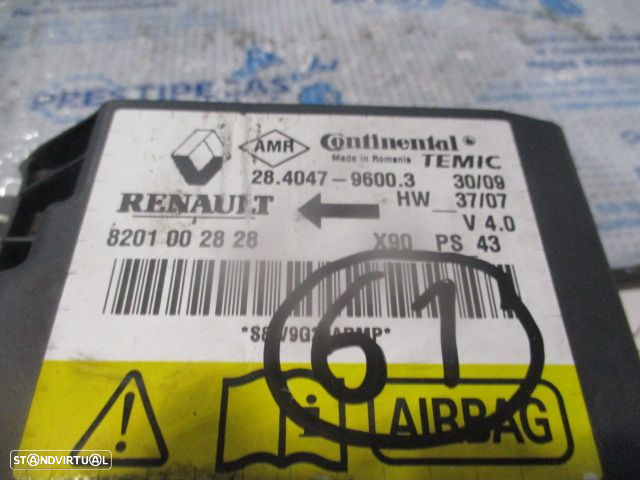 PRESTIPEÇAS
AMR Continental
Made in Romania TEMIC
28.4047-9600.3 30/09
RENAULT HW 37/07
V 4.0
8201 00 28 28 X90 PS 43
61
AIRBAG
STANDVIRTUAL